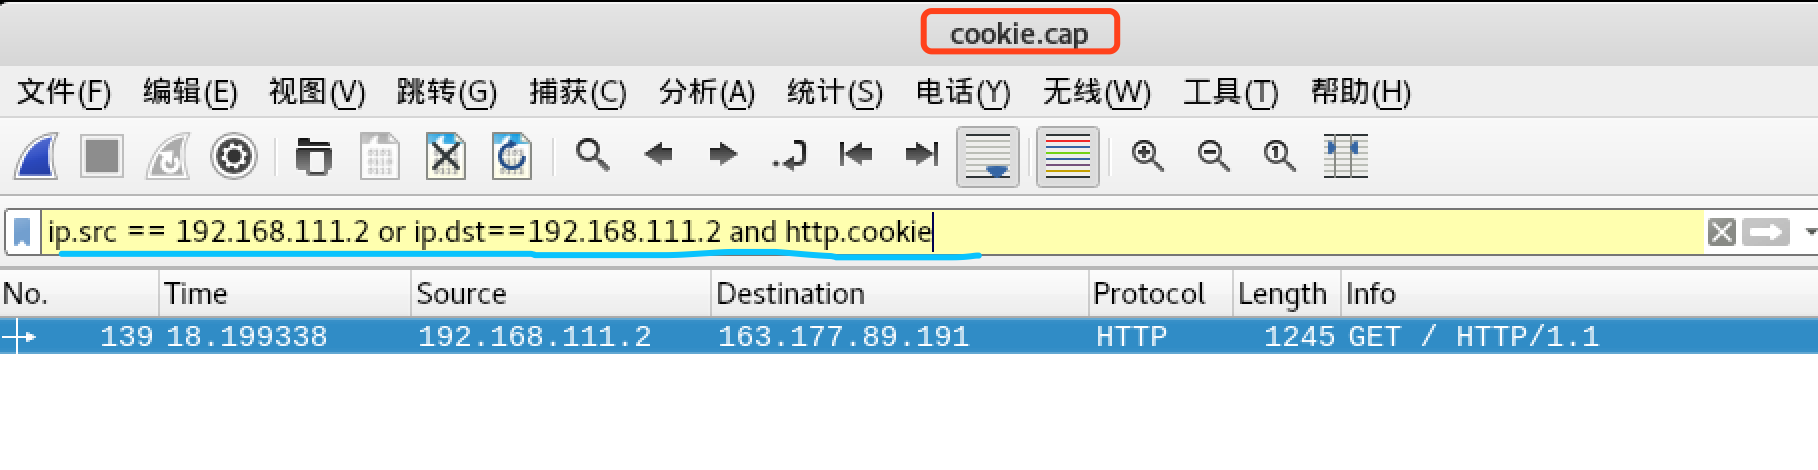 cookie.cap
文件(F) 编辑(E) 视图(V) 跳转(G) 捕获(C) 分析(A) 统计(S) 电话(Y) 无线(W) 工具(T) 帮助(H)
ip.src == 192.168.111.2 or ip.dst==192.168.111.2 and http.cookie
No. Time Source Destination Protocol Length Info
139 18.199338 192.168.111.2 163.177.89.191 HTTP 1245 GET / HTTP/1.1